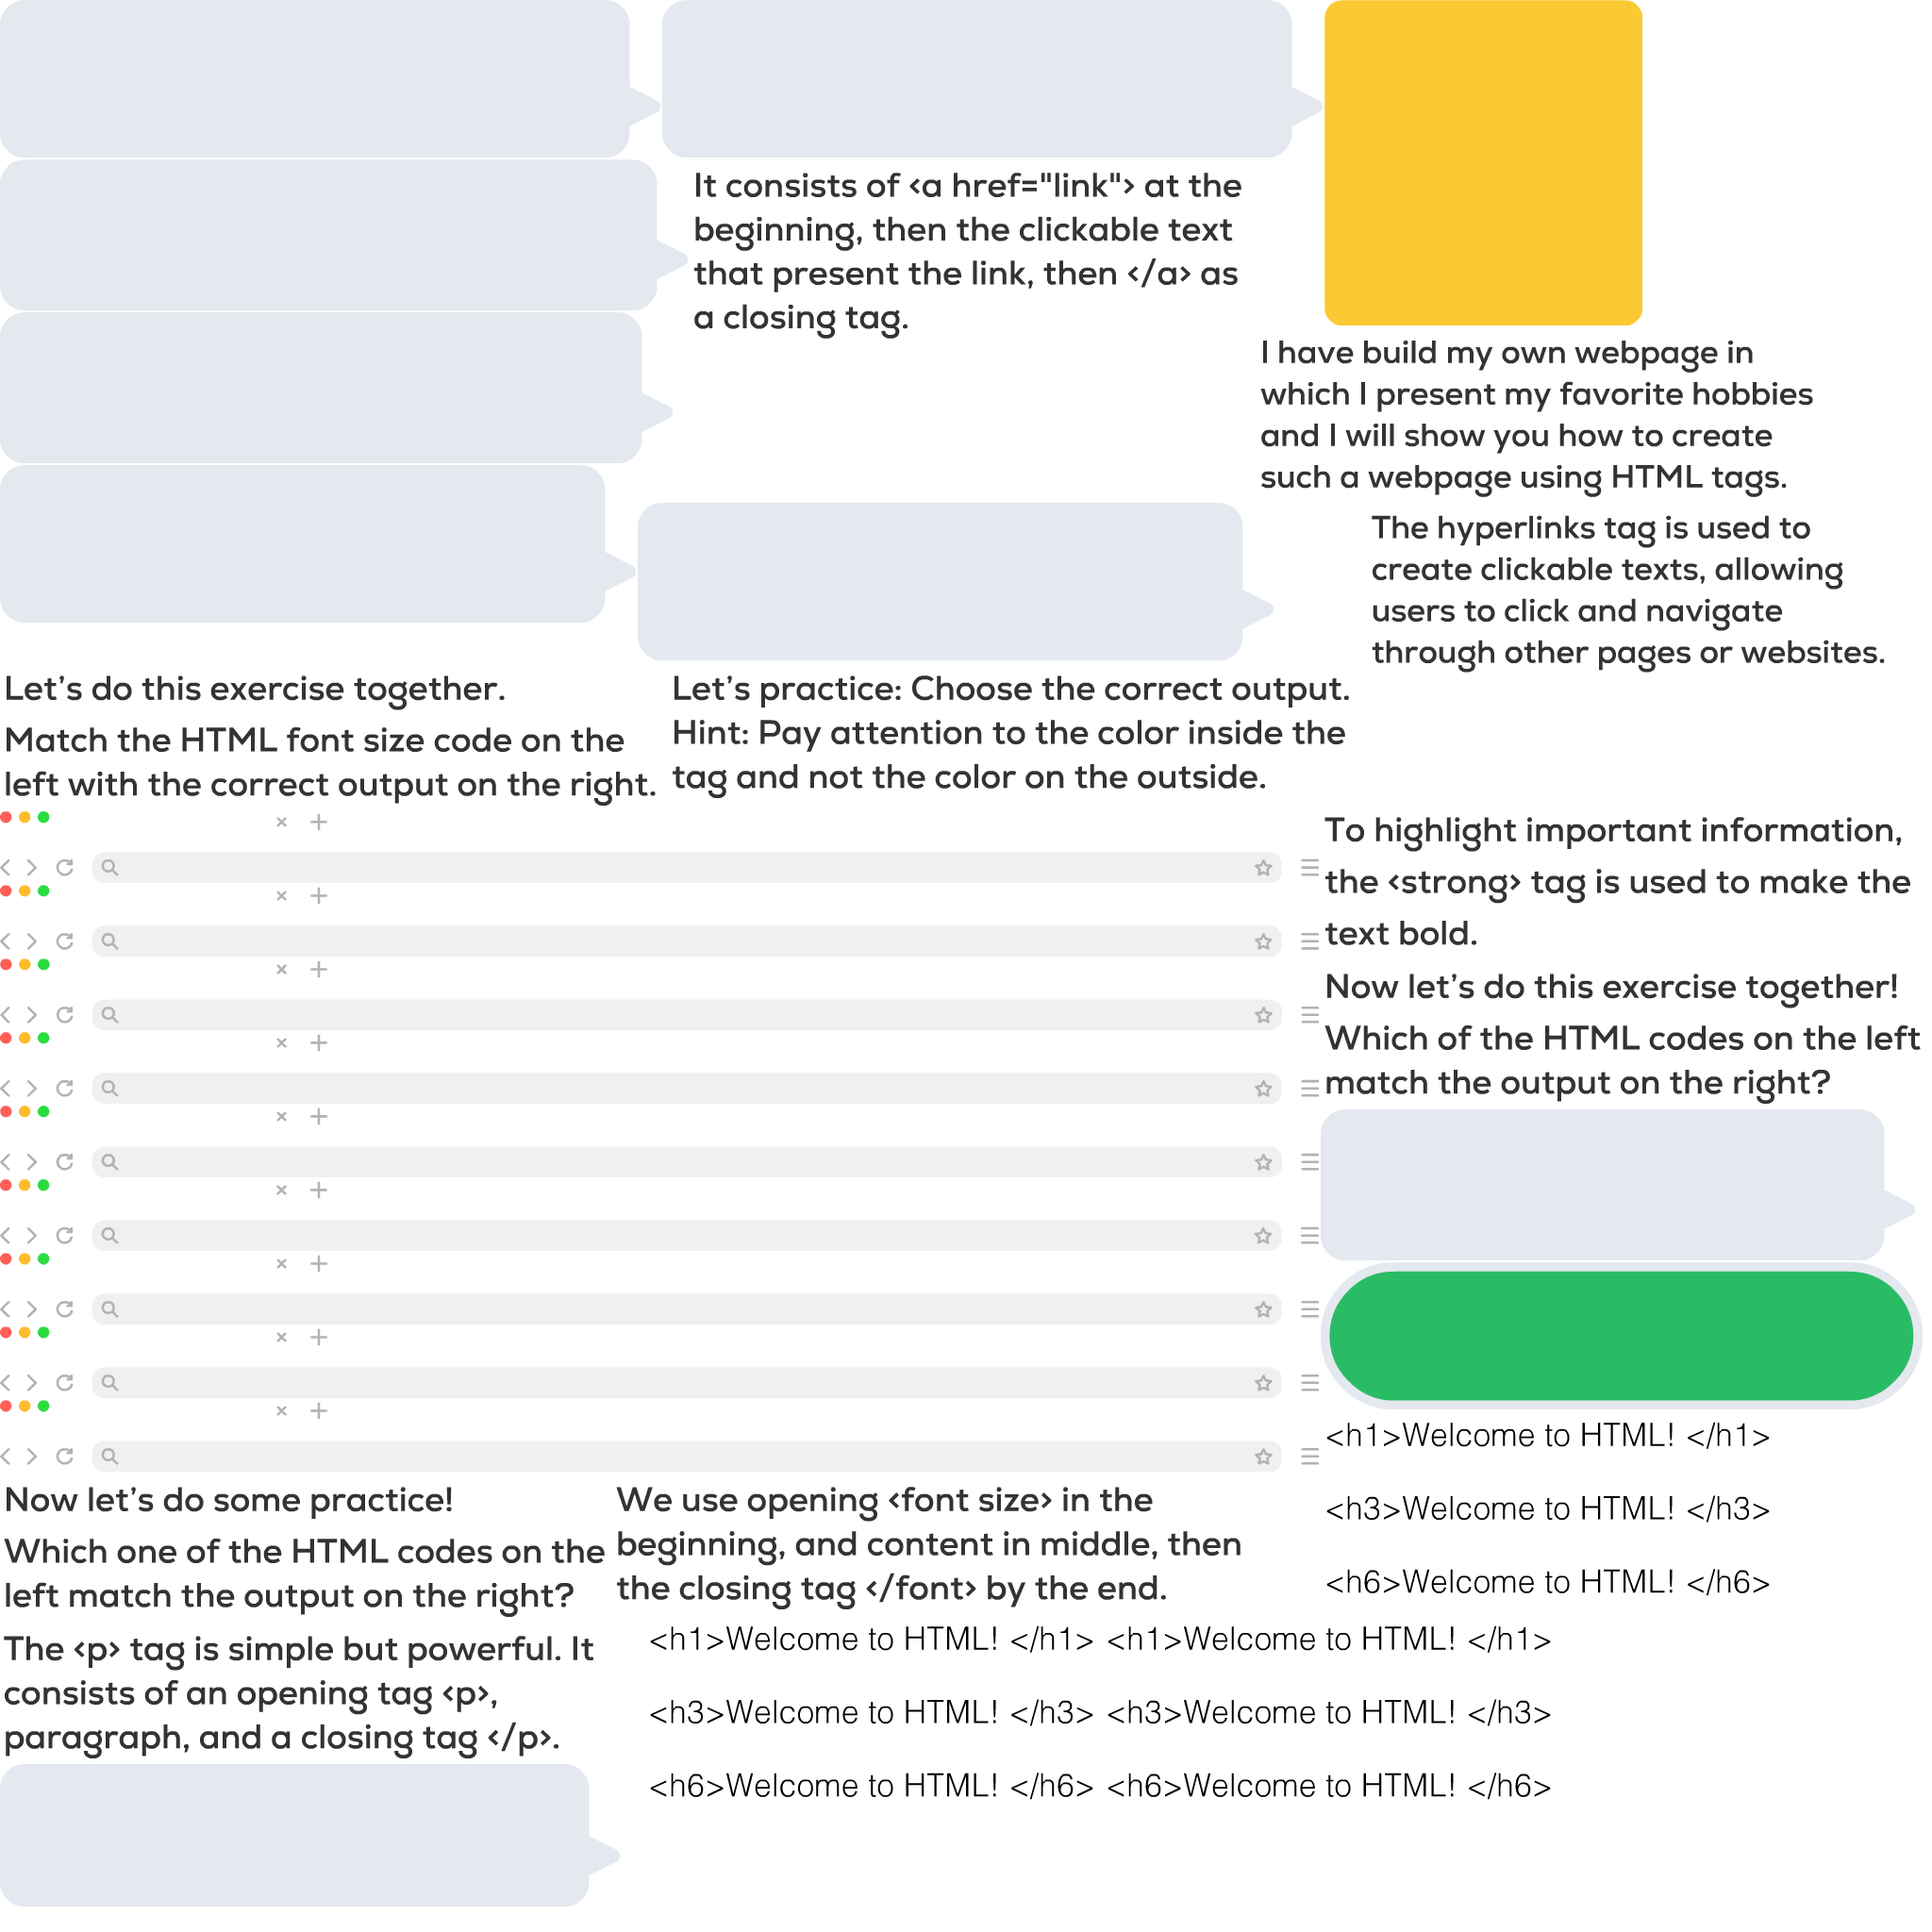 It consists of <a href="link"> at the
beginning, then the clickable text
that present the link, then </a> as
a closing tag.
I have build my own webpage in
which I present my favorite hobbies
and I will show you how to create
such a webpage using HTML tags.
The hyperlinks tag is used to
create clickable texts, allowing
users to click and navigate
through other pages or websites.
Let's do this exercise together.
Match the HTML font size code on the
left with the correct output on the right.
Let's practice: Choose the correct output.
Hint: Pay attention to the color inside the
tag and not the color on the outside.
To highlight important information,
the <strong> tag is used to make the
text bold.
Now let's do this exercise together!
Which of the HTML codes on the left
match the output on the right?
<h1>Welcome to HTML! </h1>
<h3>Welcome to HTML! </h3>
<h6>Welcome to HTML! </h6>
Now let's do some practice!
Which one of the HTML codes on the
left match the output on the right?
We use opening <font size> in the
beginning, and content in middle, then
the closing tag </font> by the end.
The <p> tag is simple but powerful. It
consists of an opening tag <p>,
paragraph, and a closing tag </p>.
<h1>Welcome to HTML! </h1> <h1>Welcome to HTML! </h1>
<h3>Welcome to HTML! </h3> <h3>Welcome to HTML! </h3>
<h6>Welcome to HTML! </h6> <h6>Welcome to HTML! </h6>